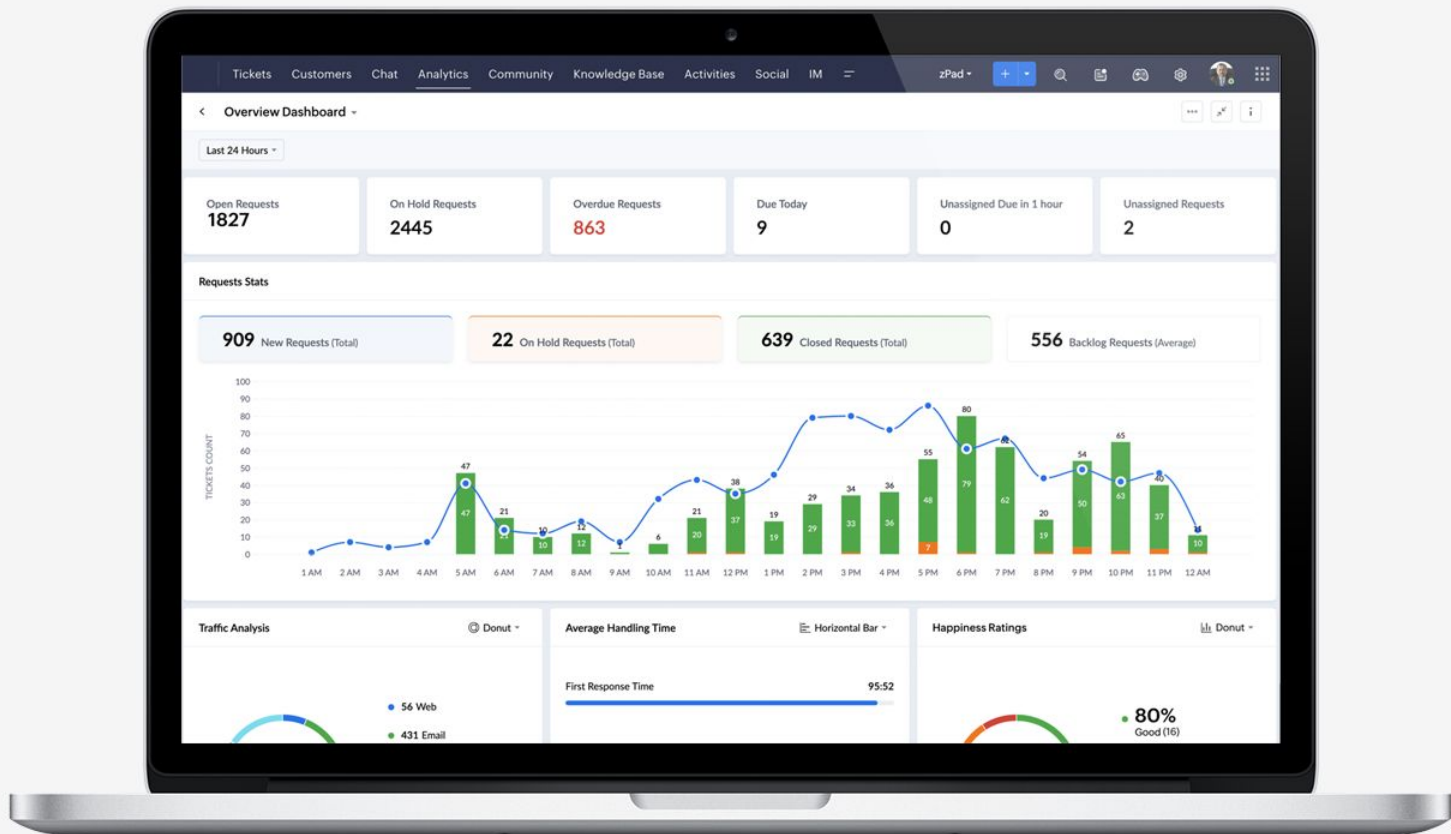 Tickets Customers Chat Analytics Community Knowledge Base Activities Social IM zPad
Overview Dashboard
Last 24 Hours
Open Requests
1827
On Hold Requests
2445
Overdue Requests
863
Due Today
9
Unassigned Due in 1 hour
0
Unassigned Requests
2
Requests Stats
909 New Requests (Total)
22 On Hold Requests (Total)
639 Closed Requests (Total)
556 Backlog Requests (Average)
TICKETS COUNT
100
90
80
70
60
50
40
30
20
10
0
47
47
21
21
10
10
12
12
1
6
21
20
38
37
19
19
29
29
34
33
36
36
55
48
7
80
79
62
62
20
19
54
50
65
63
40
37
10
1 AM 2 AM 3 AM 4 AM 5 AM 6 AM 7 AM 8 AM 9 AM 10 AM 11 AM 12 PM 1 PM 2 PM 3 PM 4 PM 5 PM 6 PM 7 PM 8 PM 9 PM 10 PM 11 PM 12 AM
Traffic Analysis
Donut
56 Web
431 Email
Average Handling Time
Horizontal Bar
First Response Time 95:52
Happiness Ratings
Donut
80%
Good (16)